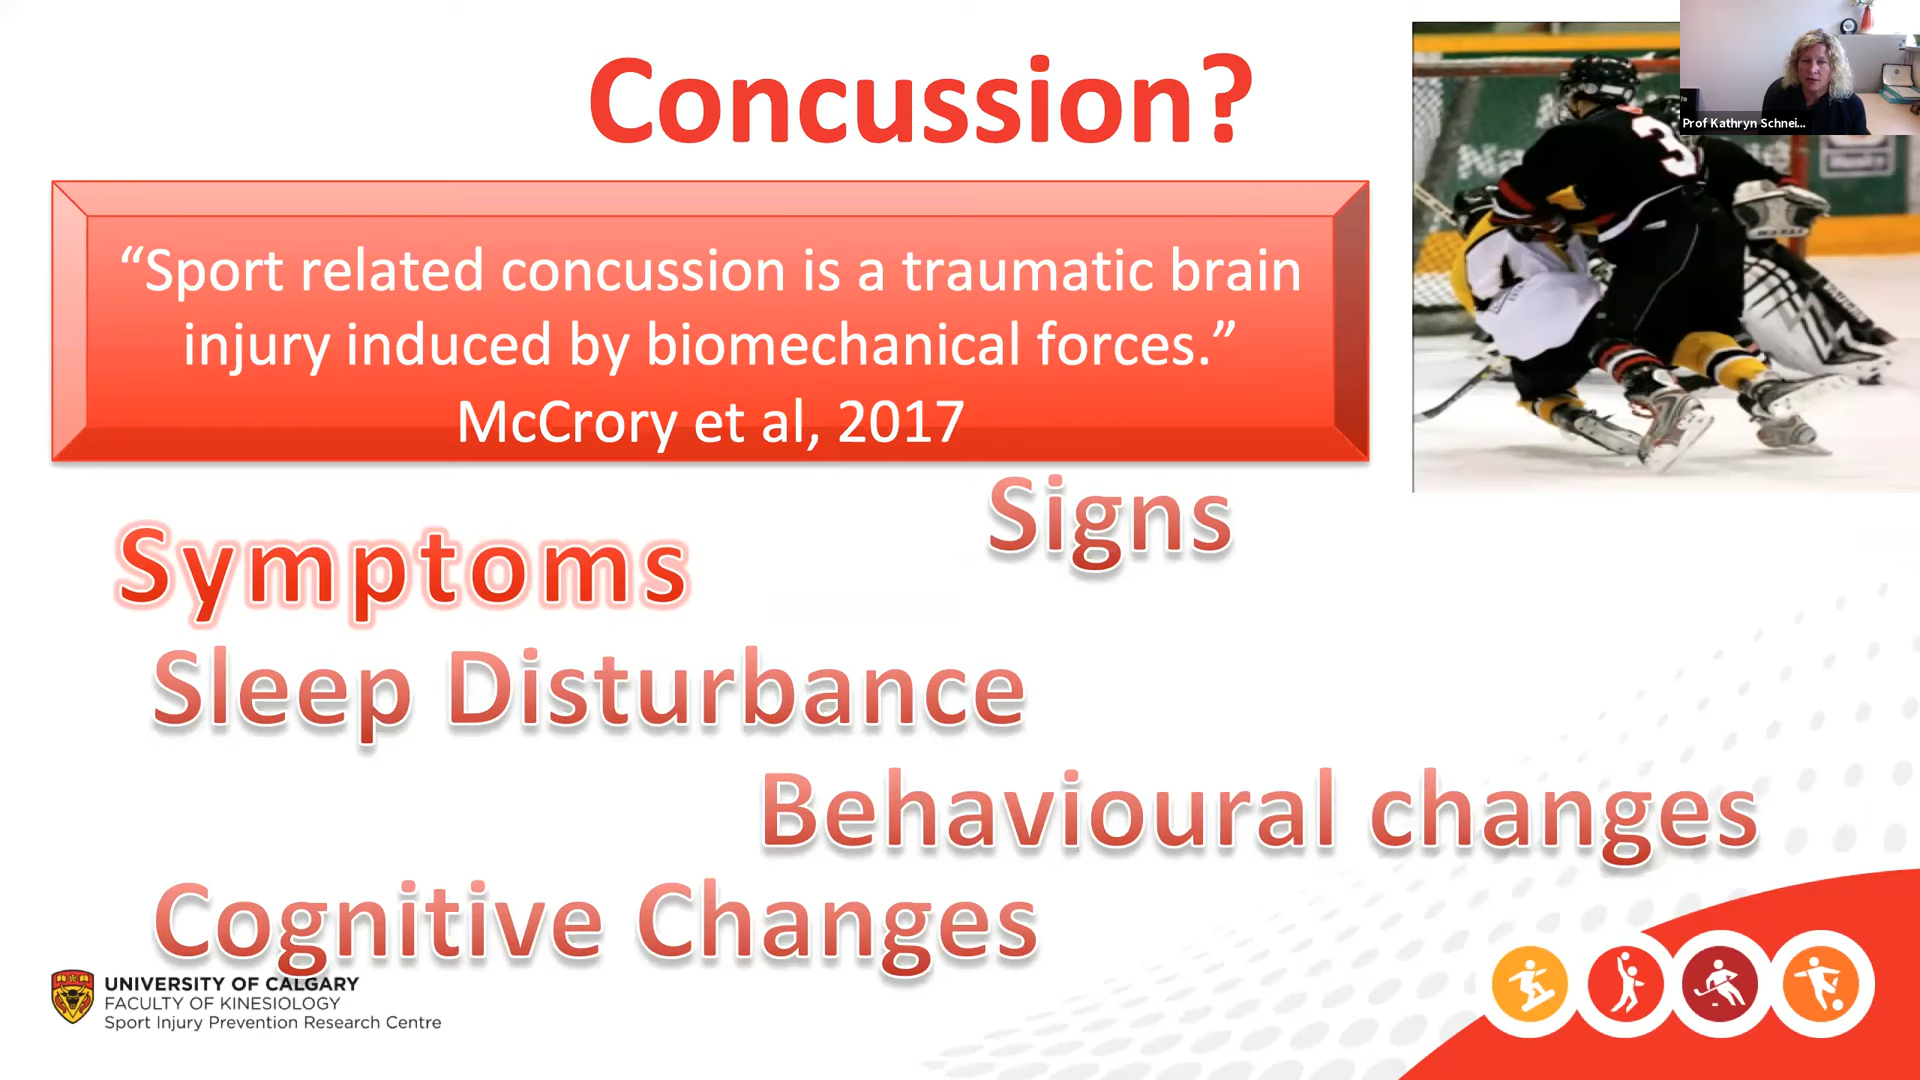 Concussion?
“Sport related concussion is a traumatic brain
injury induced by biomechanical forces.”
McCrory et al, 2017
Signs
Symptoms
Sleep Disturbance
Behavioural changes
Cognitive Changes
UNIVERSITY OF CALGARY
FACULTY OF KINESIOLOGY
Sport Injury Prevention Research Centre
Prof Kathryn Schnei...
3